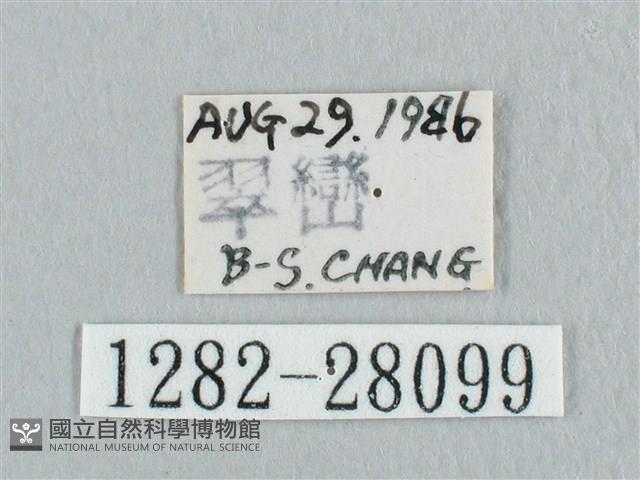 AUG 29. 1986
翠巒
B-S. CHANG
1282-28099
國立自然科學博物館
NATIONAL MUSEUM OF NATURAL SCIENCE